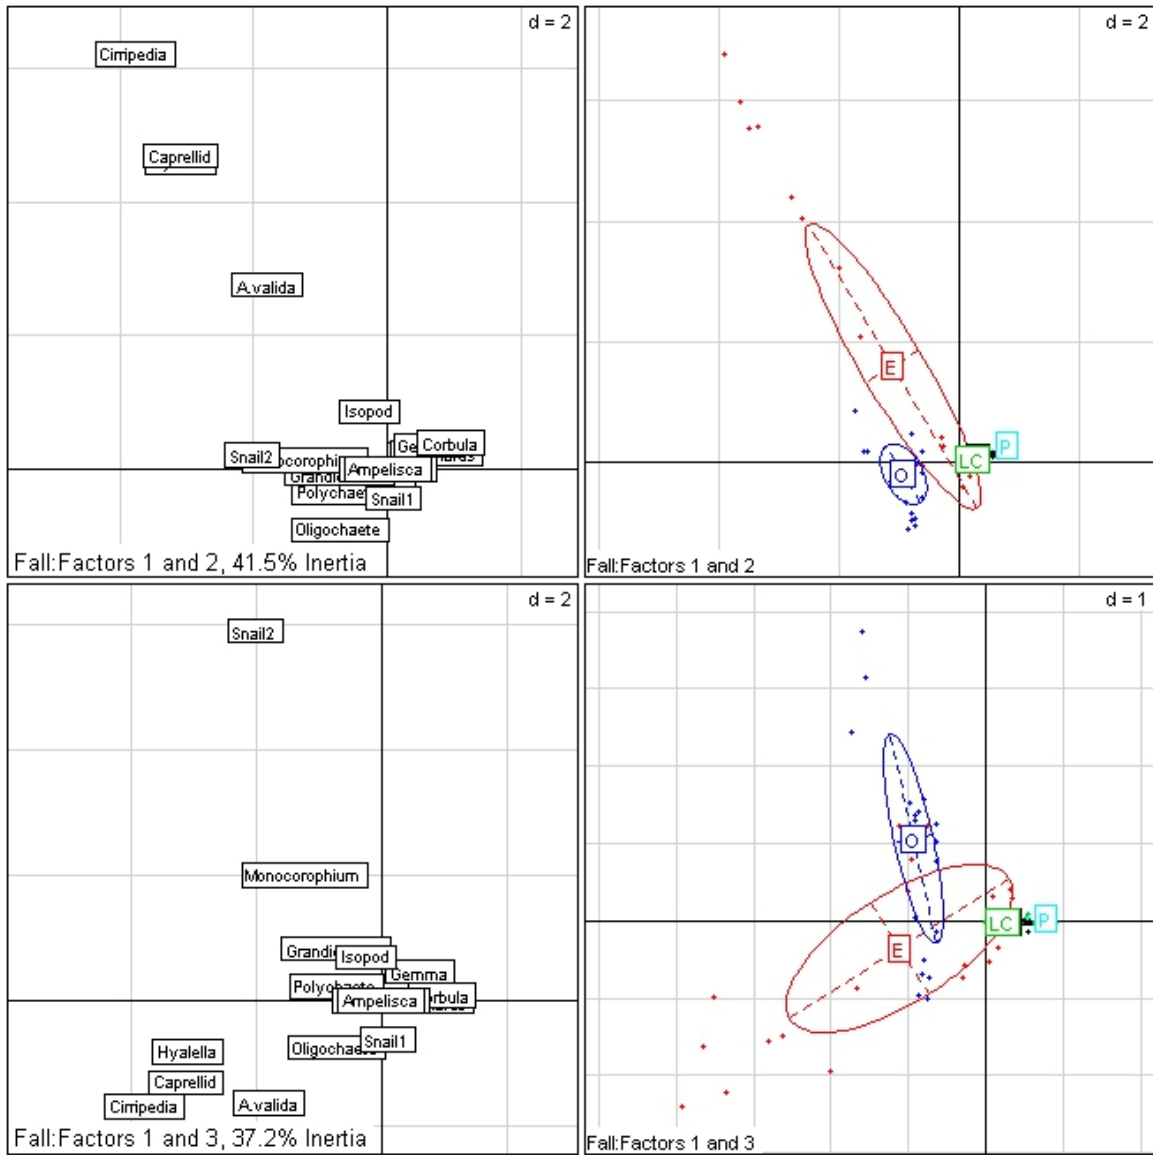 d = 2
Cirripedia
Caprellid
A.valida
Isopod
Corbula
Snail2
Ampelisca
Snail1
Oligochaete
Fall:Factors 1 and 2, 41.5% Inertia
d = 2
E
P
LC
O
Fall:Factors 1 and 2
d = 2
Snail2
Monocorophium
Isopod
Gemma
Ampelisca
Snail1
Hyalella
Caprellid
Cirripedia
A.valida
Fall:Factors 1 and 3, 37.2% Inertia
d = 1
O
LC
P
E
Fall:Factors 1 and 3